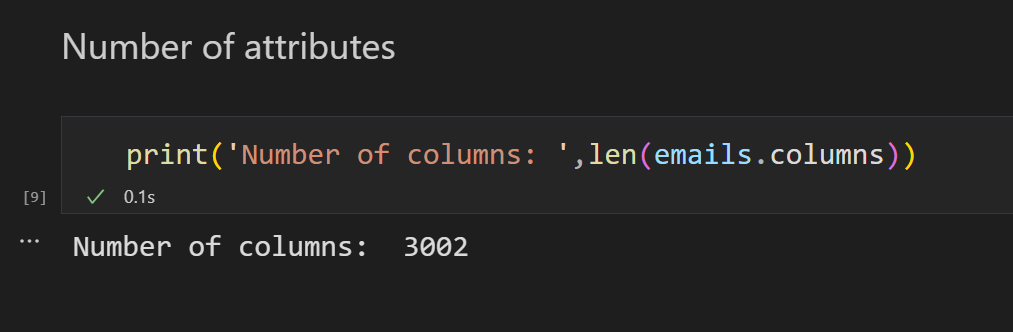 Number of attributes
print('Number of columns: ',len(emails.columns))
[9]
0.1s
...
Number of columns:  3002